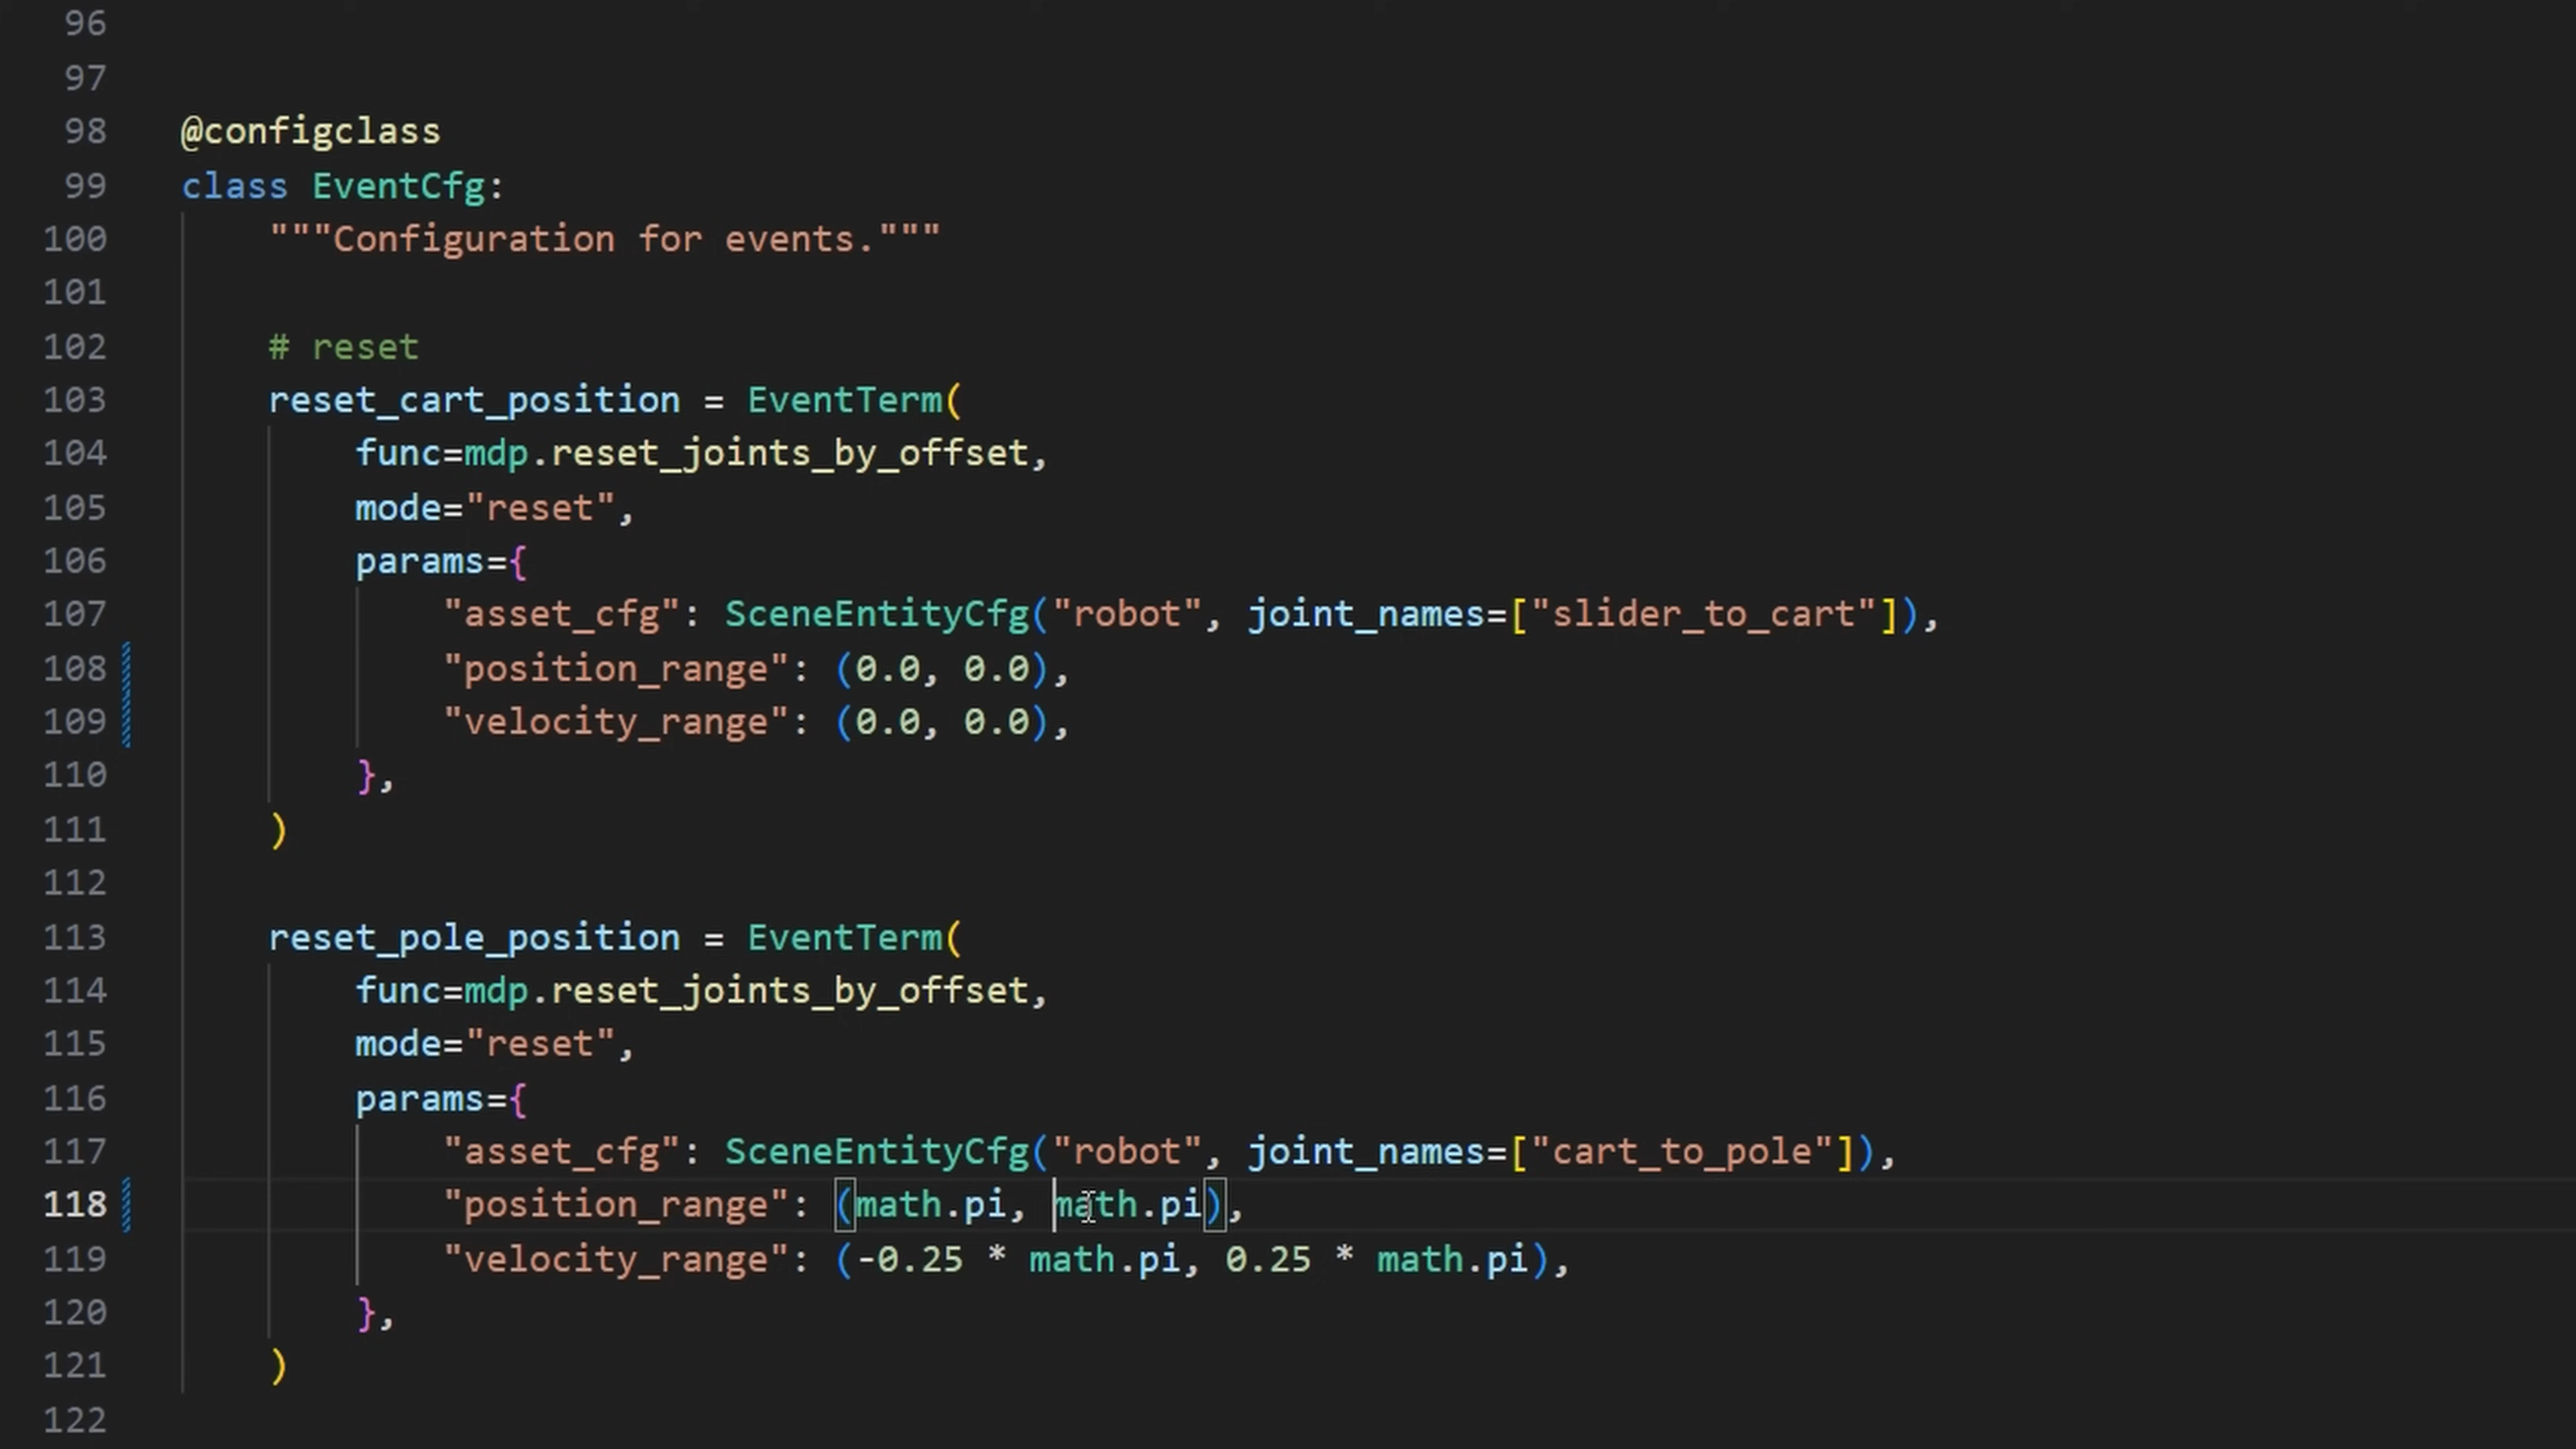 96
97
98 @configclass
99 class EventCfg:
100     """Configuration for events."""
101
102     # reset
103     reset_cart_position = EventTerm(
104         func=mdp.reset_joints_by_offset,
105         mode="reset",
106         params={
107             "asset_cfg": SceneEntityCfg("robot", joint_names=["slider_to_cart"]),
108             "position_range": (0.0, 0.0),
109             "velocity_range": (0.0, 0.0),
110         },
111     )
112
113     reset_pole_position = EventTerm(
114         func=mdp.reset_joints_by_offset,
115         mode="reset",
116         params={
117             "asset_cfg": SceneEntityCfg("robot", joint_names=["cart_to_pole"]),
118             "position_range": (math.pi, math.pi),
119             "velocity_range": (-0.25 * math.pi, 0.25 * math.pi),
120         },
121     )
122